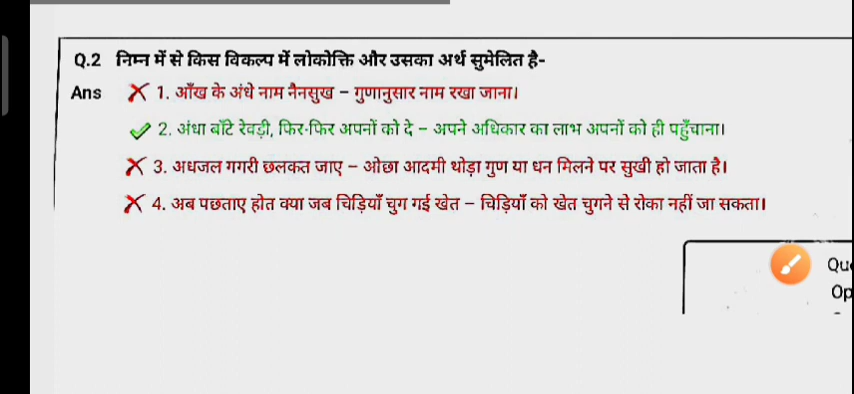 Q.2 निम्न में से किस विकल्प में लोकोक्ति और उसका अर्थ सुमेलित है-
Ans 1. आँख के अंधे नाम नैनसुख – गुणानुसार नाम रखा जाना।
2. अंधा बाँटे रेवड़ी, फिर-फिर अपनों को दे – अपने अधिकार का लाभ अपनों को ही पहुँचाना।
3. अधजल गगरी छलकत जाए – ओछा आदमी थोड़ा गुण या धन मिलने पर सुखी हो जाता है।
4. अब पछताए होत क्या जब चिड़ियाँ चुग गई खेत – चिड़ियाँ को खेत चुगने से रोका नहीं जा सकता।
Que
Op